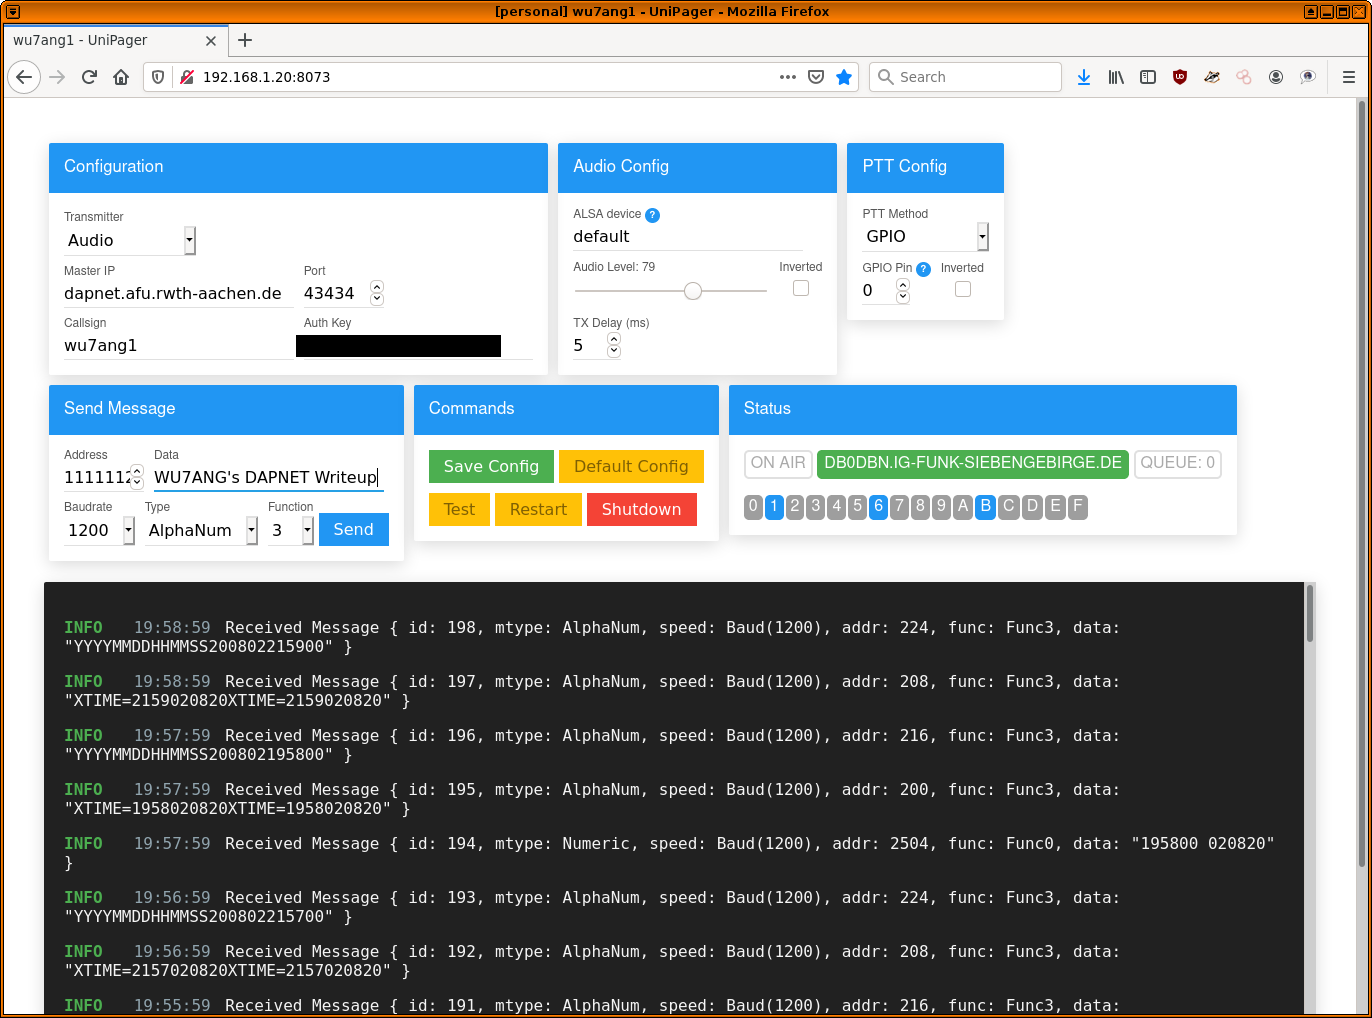 [personal] wu7ang1 - UniPager - Mozilla Firefox
wu7ang1 - UniPager
192.168.1.20:8073
Search
Configuration
Transmitter
Audio
Master IP Port
dapnet.afu.rwth-aachen.de 43434
Callsign Auth Key
wu7ang1
Audio Config
ALSA device ?
default
Audio Level: 79 Inverted
TX Delay (ms)
5
PTT Config
PTT Method
GPIO
GPIO Pin ? Inverted
0
Send Message
Address Data
1111112 WU7ANG's DAPNET Writeup
Baudrate Type Function
1200 AlphaNum 3 Send
Commands
Save Config Default Config
Test Restart Shutdown
Status
ON AIR DB0DBN.IG-FUNK-SIEBENGEBIRGE.DE QUEUE: 0
0 1 2 3 4 5 6 7 8 9 A B C D E F
INFO 19:58:59 Received Message { id: 198, mtype: AlphaNum, speed: Baud(1200), addr: 224, func: Func3, data:
"YYYYMMDDHHMMSS200802215900" }
INFO 19:58:59 Received Message { id: 197, mtype: AlphaNum, speed: Baud(1200), addr: 208, func: Func3, data:
"XTIME=2159020820XTIME=2159020820" }
INFO 19:57:59 Received Message { id: 196, mtype: AlphaNum, speed: Baud(1200), addr: 216, func: Func3, data:
"YYYYMMDDHHMMSS200802195800" }
INFO 19:57:59 Received Message { id: 195, mtype: AlphaNum, speed: Baud(1200), addr: 200, func: Func3, data:
"XTIME=1958020820XTIME=1958020820" }
INFO 19:57:59 Received Message { id: 194, mtype: Numeric, speed: Baud(1200), addr: 2504, func: Func0, data: "195800 020820"
}
INFO 19:56:59 Received Message { id: 193, mtype: AlphaNum, speed: Baud(1200), addr: 224, func: Func3, data:
"YYYYMMDDHHMMSS200802215700" }
INFO 19:56:59 Received Message { id: 192, mtype: AlphaNum, speed: Baud(1200), addr: 208, func: Func3, data:
"XTIME=2157020820XTIME=2157020820" }
INFO 19:55:59 Received Message { id: 191, mtype: AlphaNum, speed: Baud(1200), addr: 216, func: Func3, data: